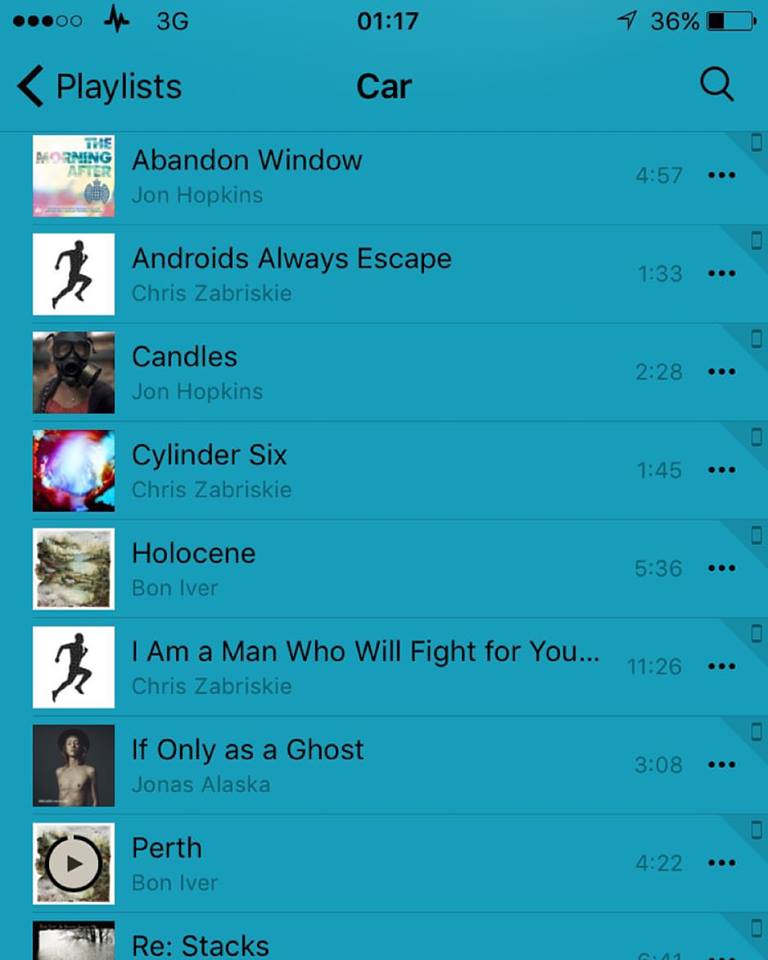 3G 01:17 36%
Playlists Car
THE
MORNING
AFTER
Abandon Window 4:57
Jon Hopkins
Androids Always Escape 1:33
Chris Zabriskie
Candles 2:28
Jon Hopkins
Cylinder Six 1:45
Chris Zabriskie
Holocene 5:36
Bon Iver
I Am a Man Who Will Fight for You... 11:26
Chris Zabriskie
If Only as a Ghost 3:08
Jonas Alaska
Perth 4:22
Bon Iver
Re: Stacks 6:41